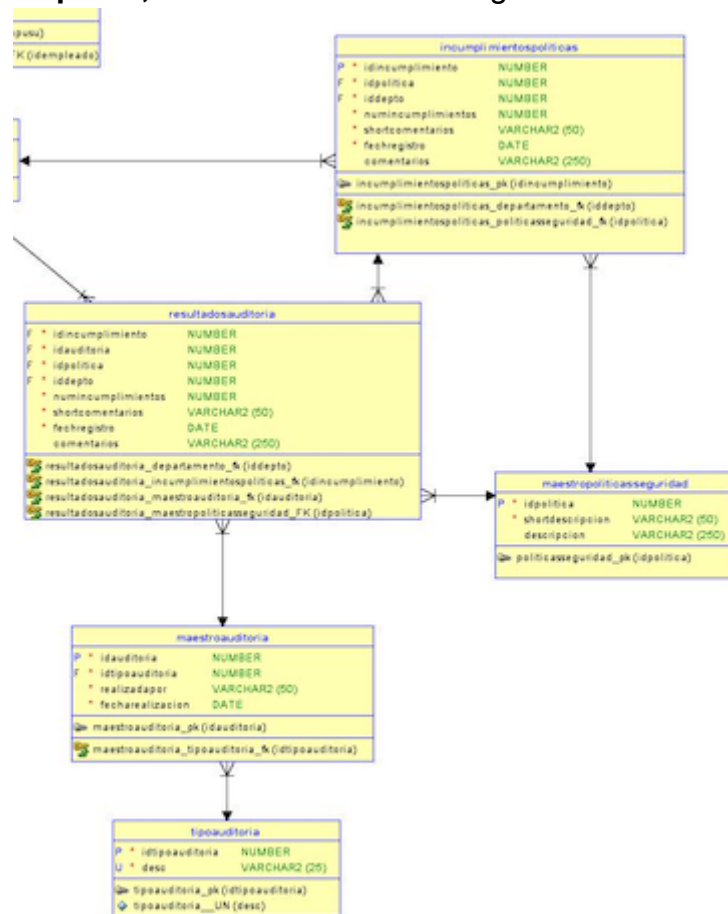 pusu)
FK (idempleado)
incumplimientospoliticas
P * idincumplimiento NUMBER
F * idpolitica NUMBER
F * iddepto NUMBER
* numincumplimientos NUMBER
* shortcomentarios VARCHAR2 (50)
* fechregistro DATE
comentarios VARCHAR2 (250)
incumplimientospoliticas_pk (idincumplimiento)
incumplimientospoliticas_departamento_fk (iddepto)
incumplimientospoliticas_politicasseguridad_fk (idpolitica)
resultadosauditoria
F * idincumplimiento NUMBER
F * idauditoria NUMBER
F * idpolitica NUMBER
F * iddepto NUMBER
* numincumplimientos NUMBER
* shortcomentarios VARCHAR2 (50)
* fechregistro DATE
comentarios VARCHAR2 (250)
resultadosauditoria_departamento_fk (iddepto)
resultadosauditoria_incumplimientospoliticas_fk (idincumplimiento)
resultadosauditoria_maestroauditoria_fk (idauditoria)
resultadosauditoria_maestropoliticasseguridad_FK (idpolitica)
maestropoliticasseguridad
P * idpolitica NUMBER
* shortdescripcion VARCHAR2 (50)
descripcion VARCHAR2 (250)
politicasseguridad_pk (idpolitica)
maestroauditoria
P * idauditoria NUMBER
F * idtipoauditoria NUMBER
* realizadapor VARCHAR2 (50)
* fecharealizacion DATE
maestroauditoria_pk (idauditoria)
maestroauditoria_tipoauditoria_fk (idtipoauditoria)
tipoauditoria
P * idtipoauditoria NUMBER
U * desc VARCHAR2 (25)
tipoauditoria_pk (idtipoauditoria)
tipoauditoria__UN (desc)